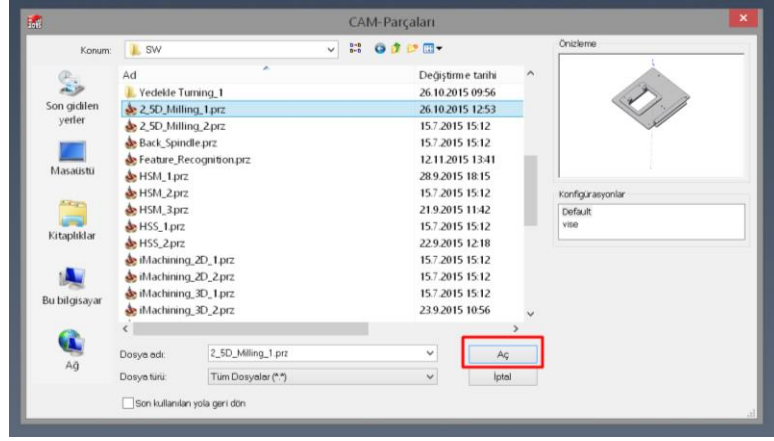 CAM-Parçaları
Konum: SW
Önizleme
Ad Değiştirme tarihi
Yedekle Turning_1 26.10.2015 09:56
2_5D_Milling_1.prz 26.10.2015 12:53
2_5D_Milling_2.prz 15.7.2015 15:12
Back_Spindle.prz 15.7.2015 15:12
Feature_Recognition.prz 12.11.2015 13:41
HSM_1.prz 28.9.2015 18:15
HSM_2.prz 15.7.2015 15:12
HSM_3.prz 21.9.2015 11:42
HSS_1.prz 15.7.2015 15:12
HSS_2.prz 22.9.2015 12:18
iMachining_2D_1.prz 15.7.2015 15:12
iMachining_2D_2.prz 15.7.2015 15:12
iMachining_3D_1.prz 15.7.2015 15:12
iMachining_3D_2.prz 23.9.2015 10:56
Son gidilen
yerler
Masaüstü
Kitaplıklar
Bu bilgisayar
Ağ
Konfigürasyonlar
Default
vise
Dosya adı: 2_5D_Milling_1.prz Aç
Dosya türü: Tüm Dosyalar (*.*) İptal
Son kullanılan yola geri dön